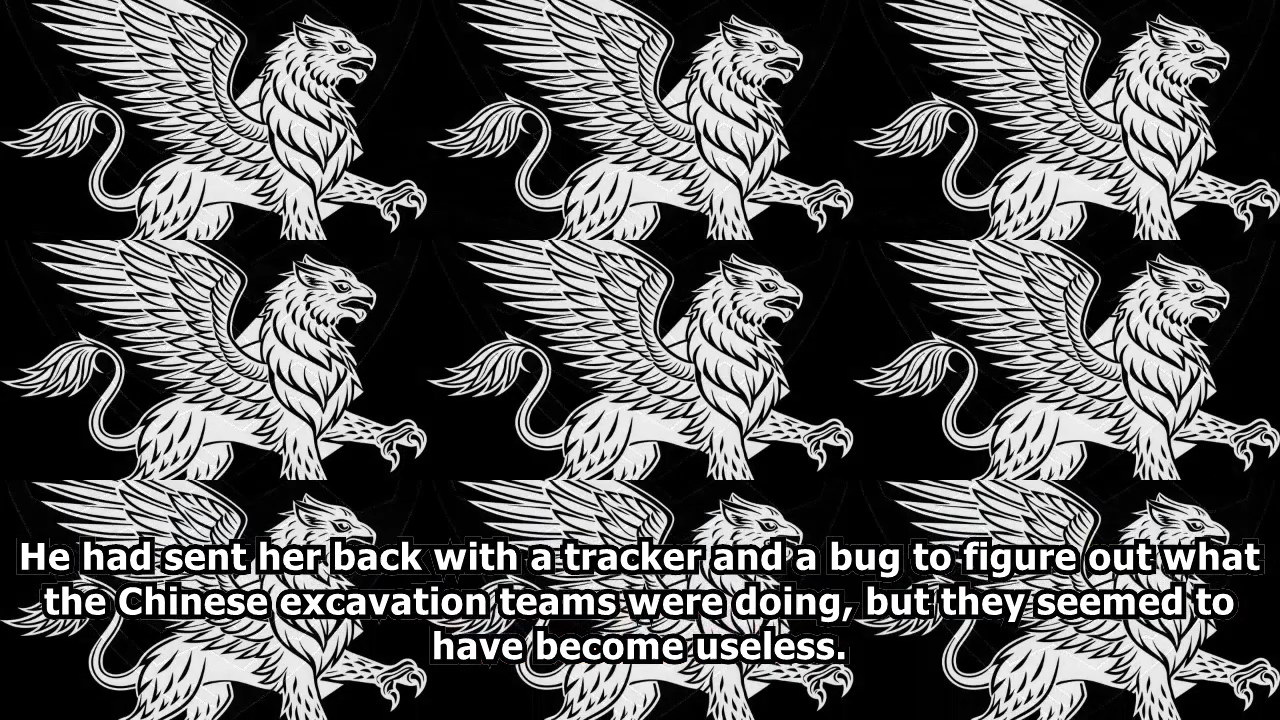 He had sent her back with a tracker and a bug to figure out what
the Chinese excavation teams were doing, but they seemed to
have become useless.